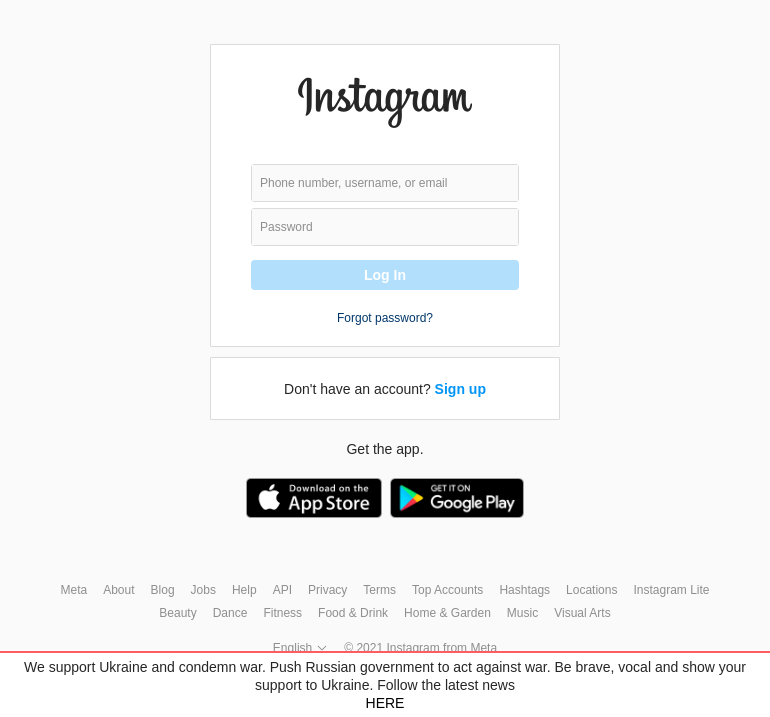 Instagram
Phone number, username, or email
Password
Log In
Forgot password?
Don't have an account? Sign up
Get the app.
Download on the
App Store
GET IT ON
Google Play
Meta About Blog Jobs Help API Privacy Terms Top Accounts Hashtags Locations Instagram Lite
Beauty Dance Fitness Food & Drink Home & Garden Music Visual Arts
English © 2021 Instagram from Meta
We support Ukraine and condemn war. Push Russian government to act against war. Be brave, vocal and show your
support to Ukraine. Follow the latest news
HERE